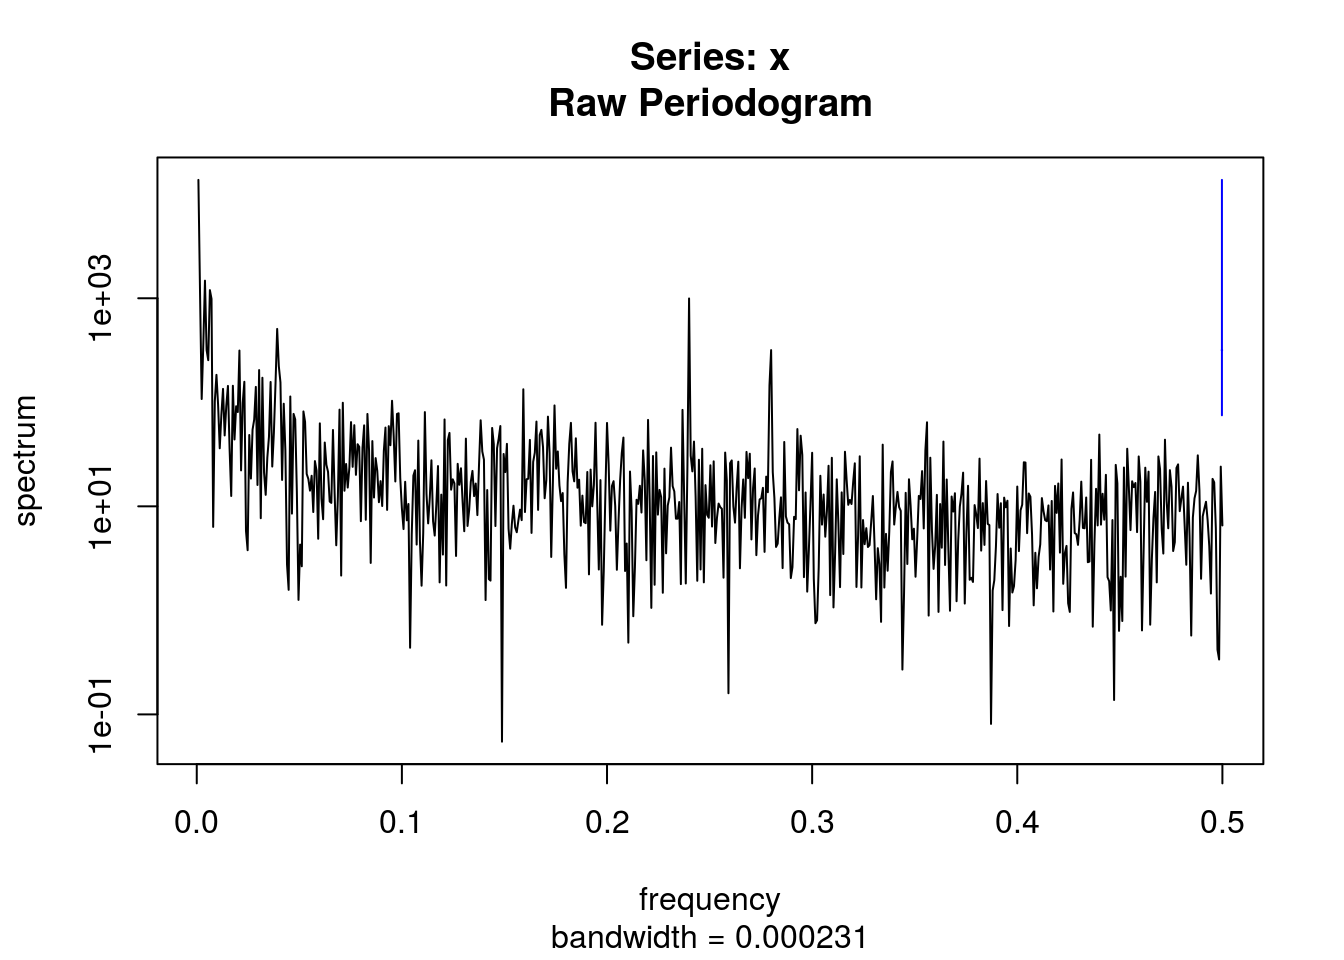 Series: x
Raw Periodogram
spectrum
1e+03
1e+01
1e-01
0.0 0.1 0.2 0.3 0.4 0.5
frequency
bandwidth = 0.000231